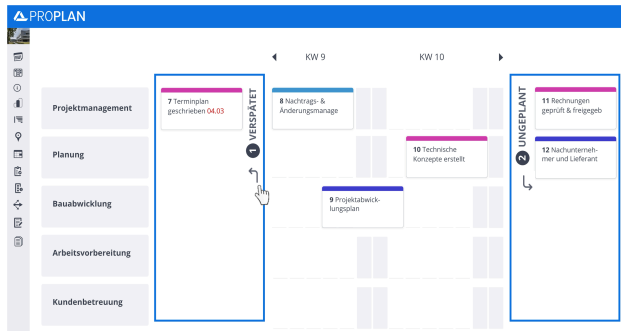 PROPLAN
KW 9
KW 10
Projektmanagement
7 Terminplan
geschrieben 04.03
1 VERSPÄTET
8 Nachtrags- &
Änderungsmanage
2 UNGEPLANT
11 Rechnungen
geprüft & freigegeb
Planung
10 Technische
Konzepte erstellt
12 Nachunterneh-
mer und Lieferant
Bauabwicklung
9 Projektabwick-
lungsplan
Arbeitsvorbereitung
Kundenbetreuung